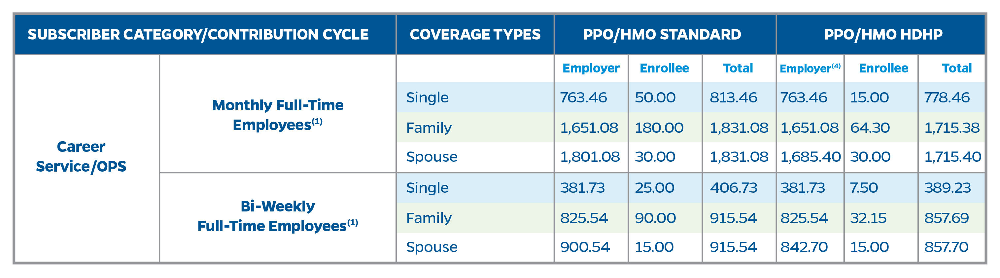 SUBSCRIBER CATEGORY/CONTRIBUTION CYCLE COVERAGE TYPES PPO/HMO STANDARD PPO/HMO HDHP
Employer Enrollee Total Employer(4) Enrollee Total
Career
Service/OPS
Monthly Full-Time
Employees(1)
Single 763.46 50.00 813.46 763.46 15.00 778.46
Family 1,651.08 180.00 1,831.08 1,651.08 64.30 1,715.38
Spouse 1,801.08 30.00 1,831.08 1,685.40 30.00 1,715.40
Bi-Weekly
Full-Time Employees(1)
Single 381.73 25.00 406.73 381.73 7.50 389.23
Family 825.54 90.00 915.54 825.54 32.15 857.69
Spouse 900.54 15.00 915.54 842.70 15.00 857.70